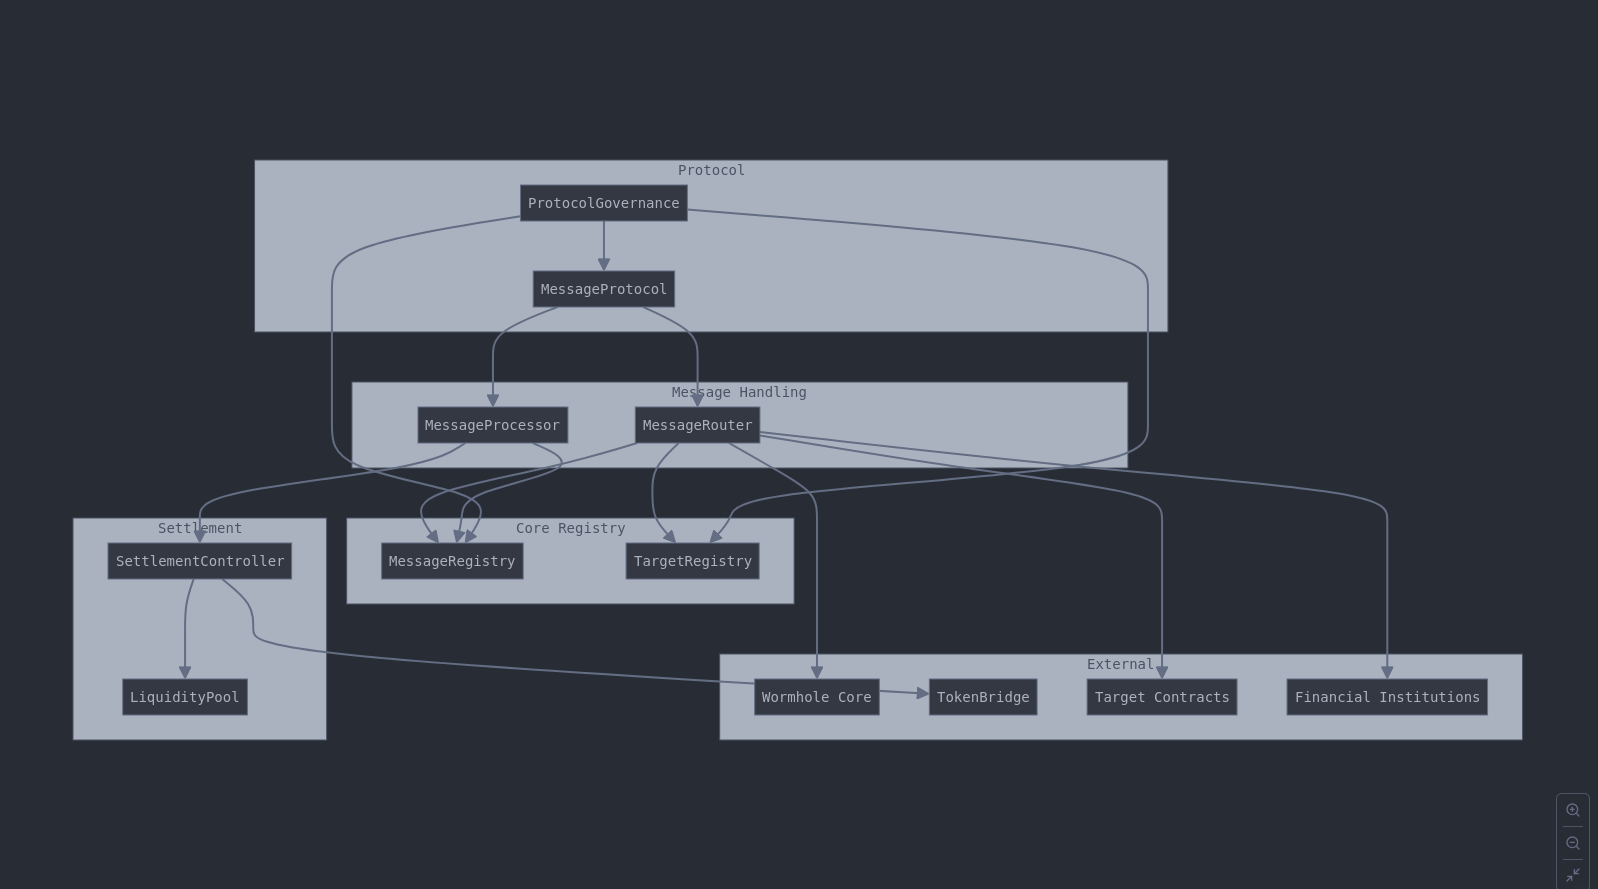 Protocol
ProtocolGovernance
MessageProtocol
Message Handling
MessageProcessor
MessageRouter
Settlement
Core Registry
SettlementController
MessageRegistry
TargetRegistry
External
LiquidityPool
Wormhole Core
TokenBridge
Target Contracts
Financial Institutions